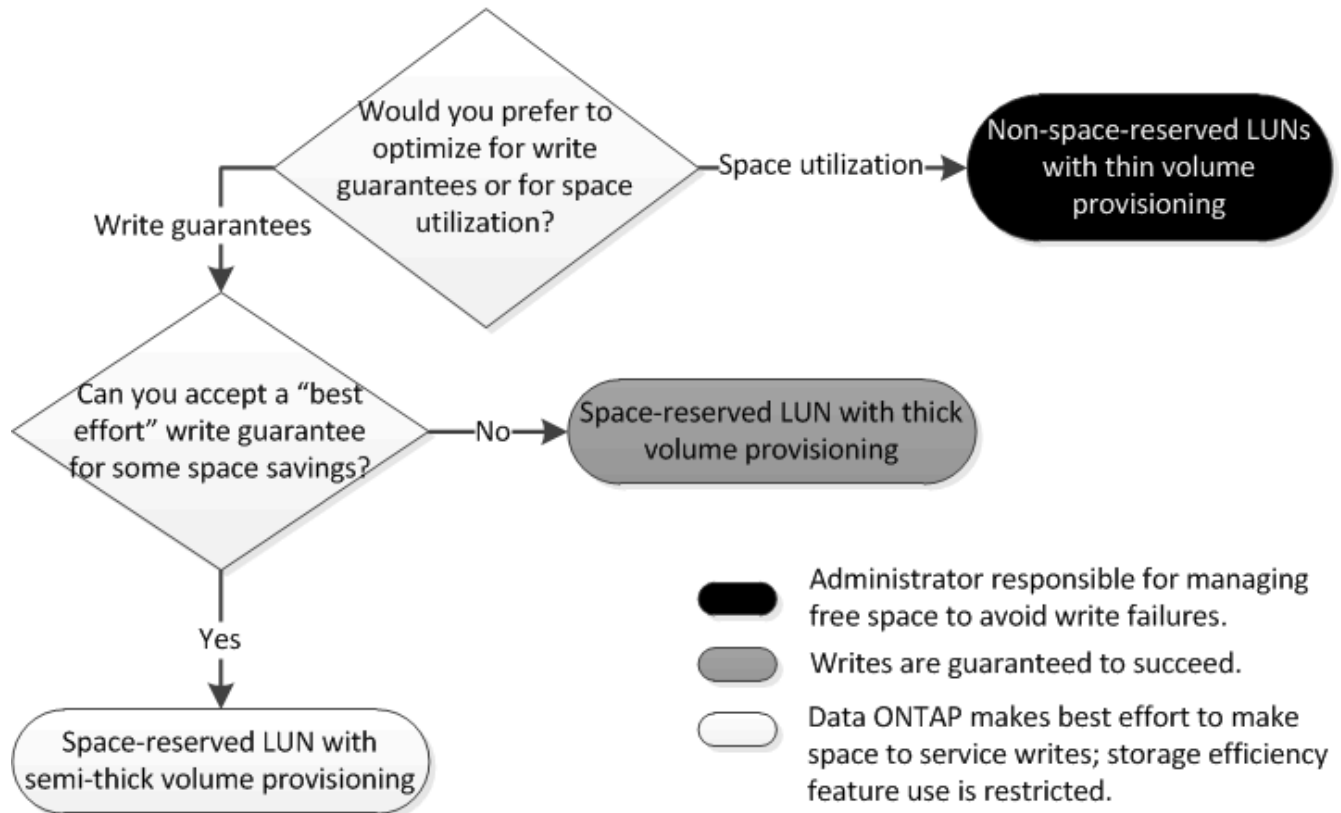 Would you prefer to
optimize for write
guarantees or for space
utilization?
Space utilization
Non-space-reserved LUNs
with thin volume
provisioning
Write guarantees
Can you accept a “best
effort” write guarantee
for some space savings?
No
Space-reserved LUN with thick
volume provisioning
Yes
Space-reserved LUN with
semi-thick volume provisioning
Administrator responsible for managing
free space to avoid write failures.
Writes are guaranteed to succeed.
Data ONTAP makes best effort to make
space to service writes; storage efficiency
feature use is restricted.